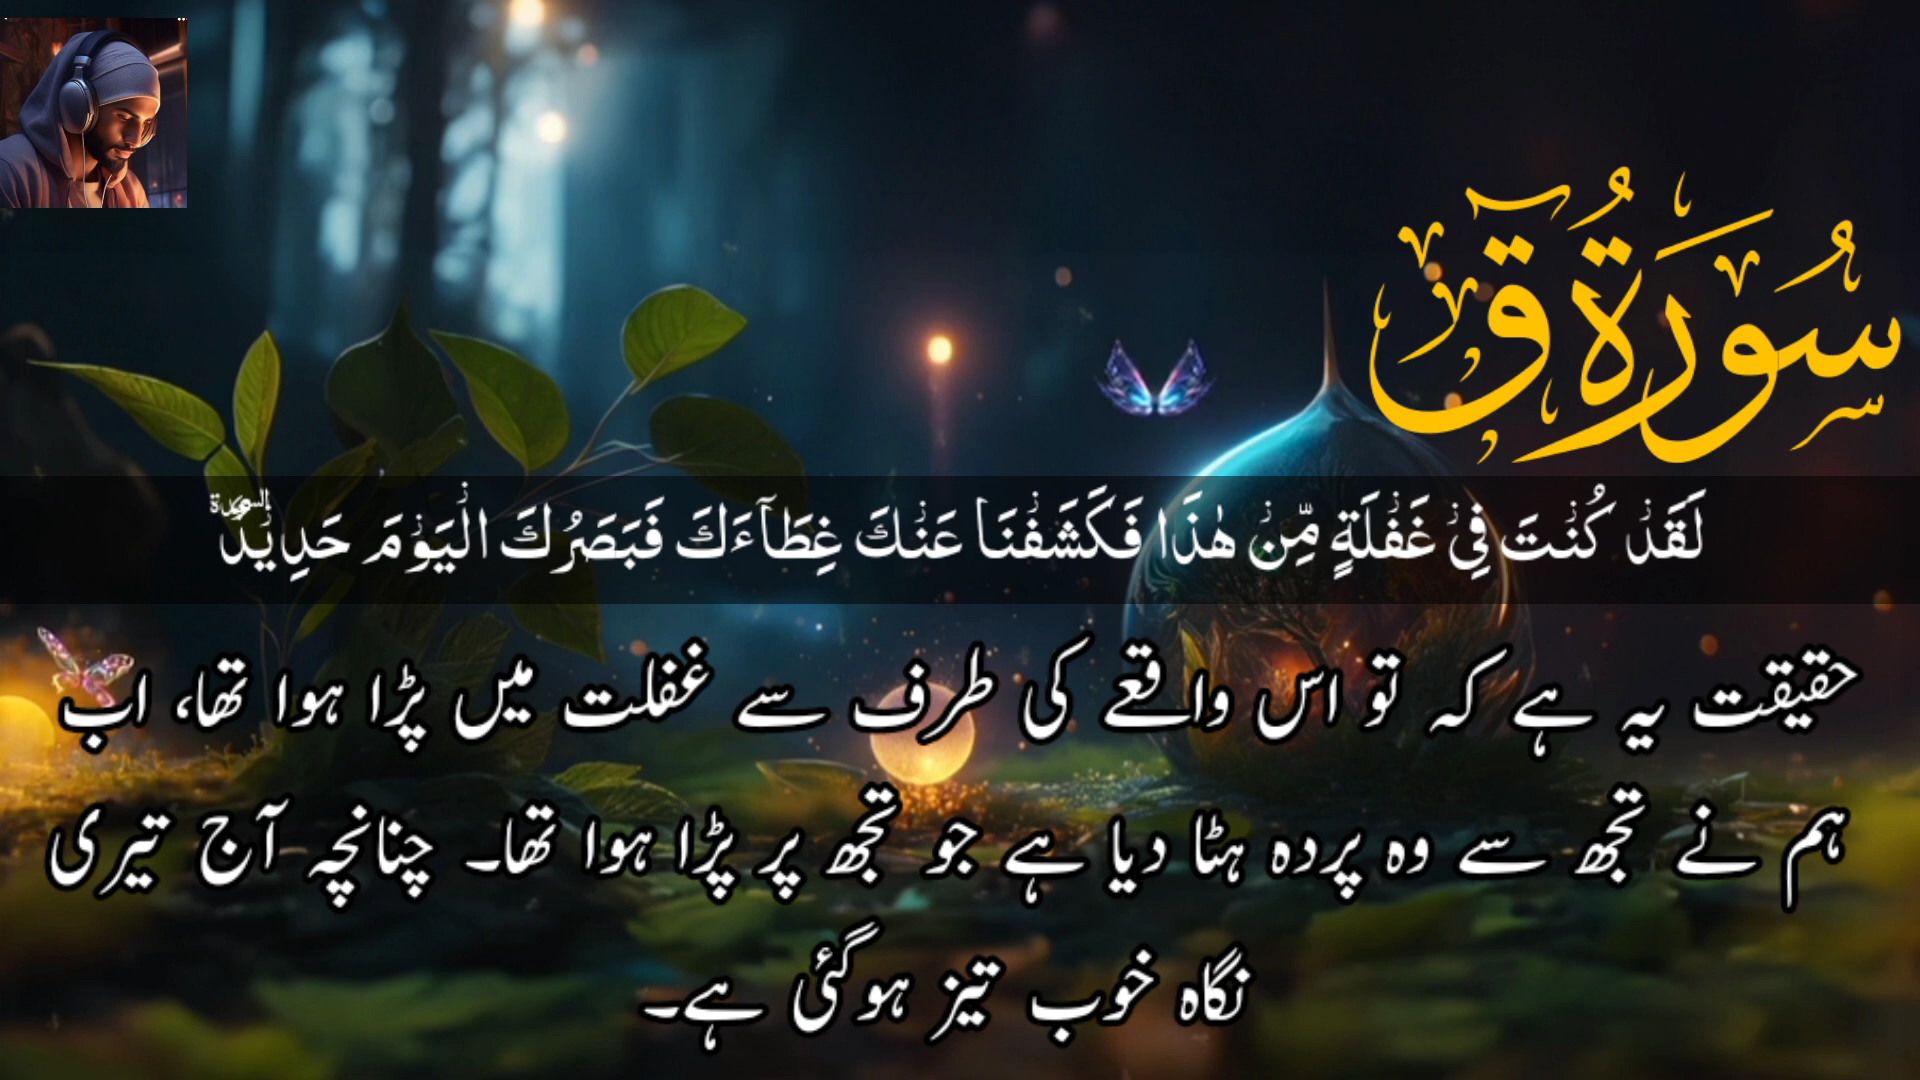 سُورَةُ قٓ
لَقَدْ كُنْتَ فِيْ غَفْلَةٍ مِّنْ هٰذَا فَكَشَفْنَا عَنْكَ غِطَآءَكَ فَبَصَرُكَ الْيَوْمَ حَدِيْدٌ
حقیقت یہ ہے کہ تو اس واقعے کی طرف سے غفلت میں پڑا ہوا تھا، اب
ہم نے تجھ سے وہ پردہ ہٹا دیا ہے جو تجھ پر پڑا ہوا تھا۔ چنانچہ آج تیری
نگاہ خوب تیز ہوگئی ہے۔